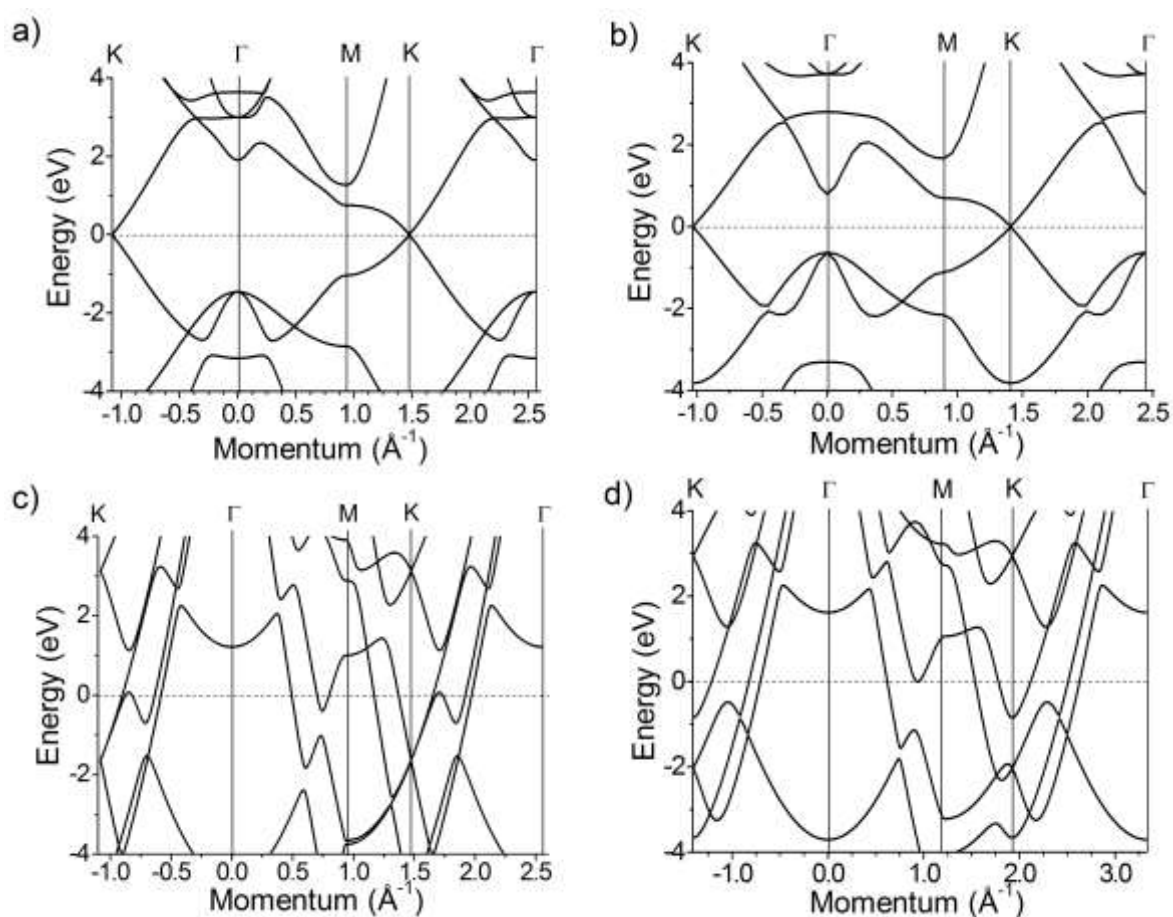 a)
K Γ M K Γ
4
2
0
-2
-4
Energy (eV)
-1.0 -0.5 0.0 0.5 1.0 1.5 2.0 2.5
Momentum (Å⁻¹)
b)
K Γ M K Γ
4
2
0
-2
-4
Energy (eV)
-1.0 -0.5 0.0 0.5 1.0 1.5 2.0 2.5
Momentum (Å⁻¹)
c)
K Γ M K Γ
4
2
0
-2
-4
Energy (eV)
-1.0 -0.5 0.0 0.5 1.0 1.5 2.0 2.5
Momentum (Å⁻¹)
d)
K Γ M K Γ
4
2
0
-2
-4
Energy (eV)
-1.0 0.0 1.0 2.0 3.0
Momentum (Å⁻¹)